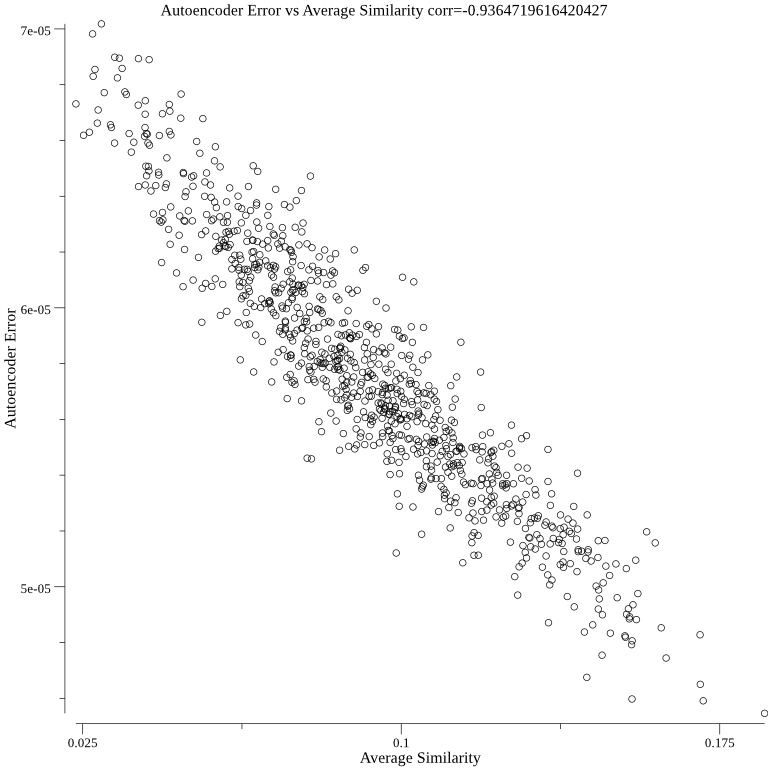 Autoencoder Error vs Average Similarity corr=-0.9364719616420427
7e-05
6e-05
5e-05
Autoencoder Error
0.025
0.1
0.175
Average Similarity